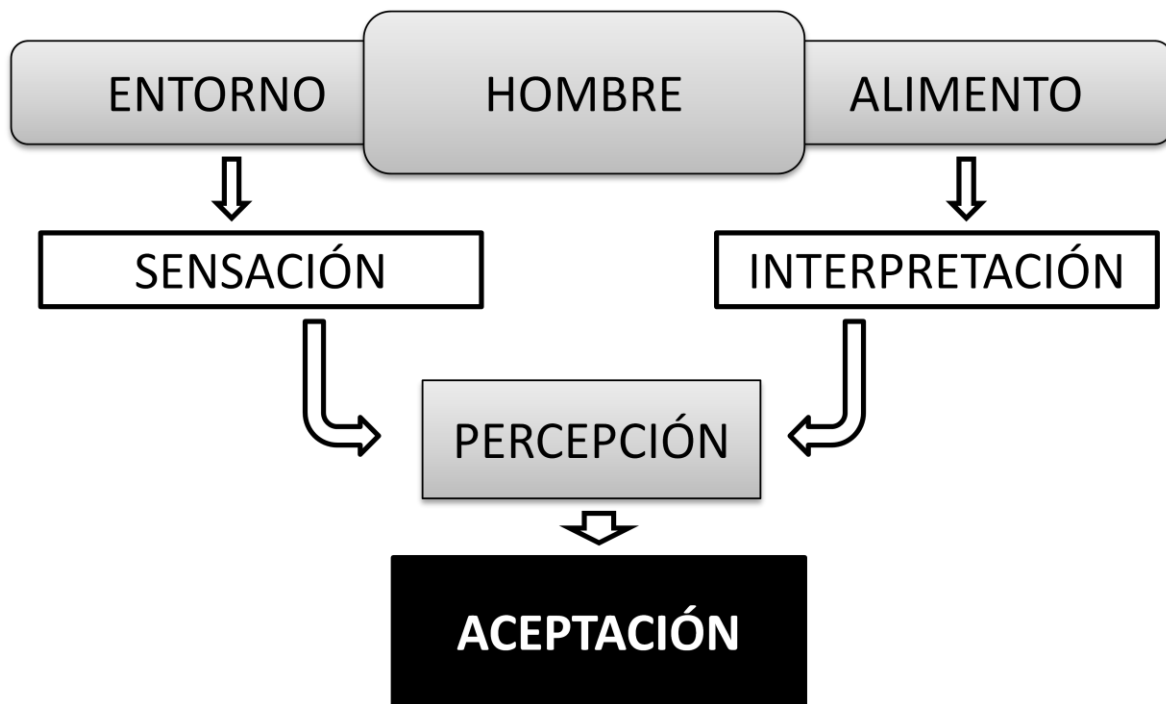 ENTORNO
HOMBRE
ALIMENTO
SENSACIÓN
INTERPRETACIÓN
PERCEPCIÓN
ACEPTACIÓN